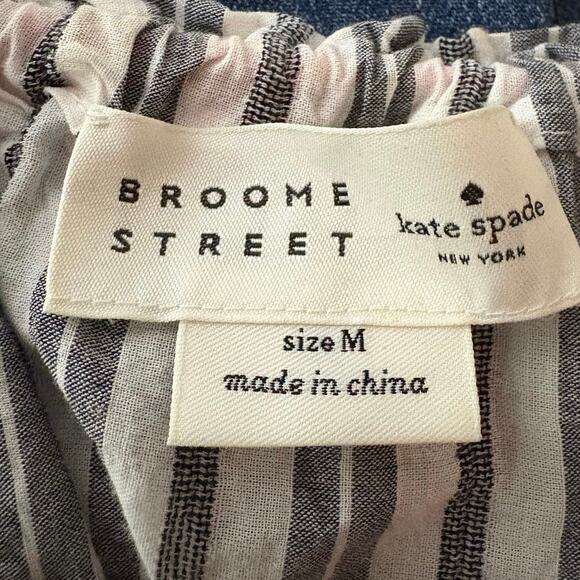 BROOME
STREET
kate spade
NEW YORK
size M
made in china